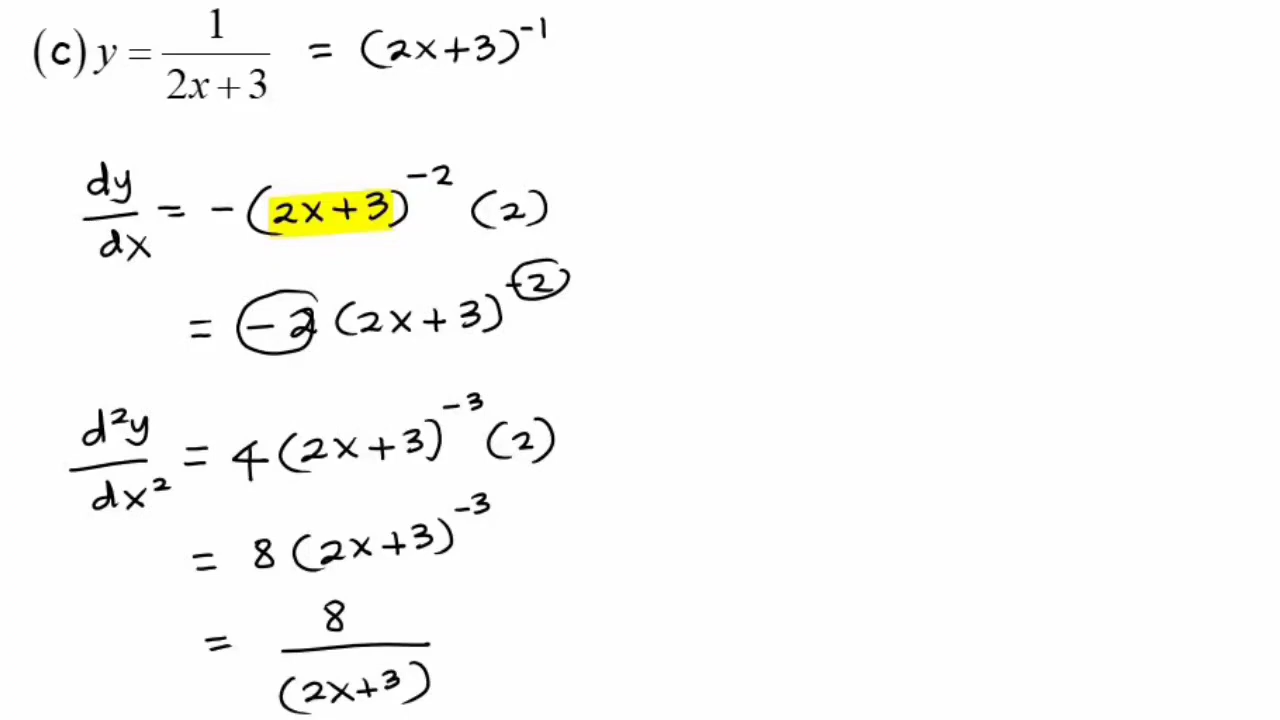 (c) y = 1/(2x + 3) = (2x+3)⁻¹
dy/dx = -(2x+3)⁻² (2)
= -2 (2x+3)⁻²
d²y/dx² = 4(2x+3)⁻³ (2)
= 8(2x+3)⁻³
= 8/(2x+3)